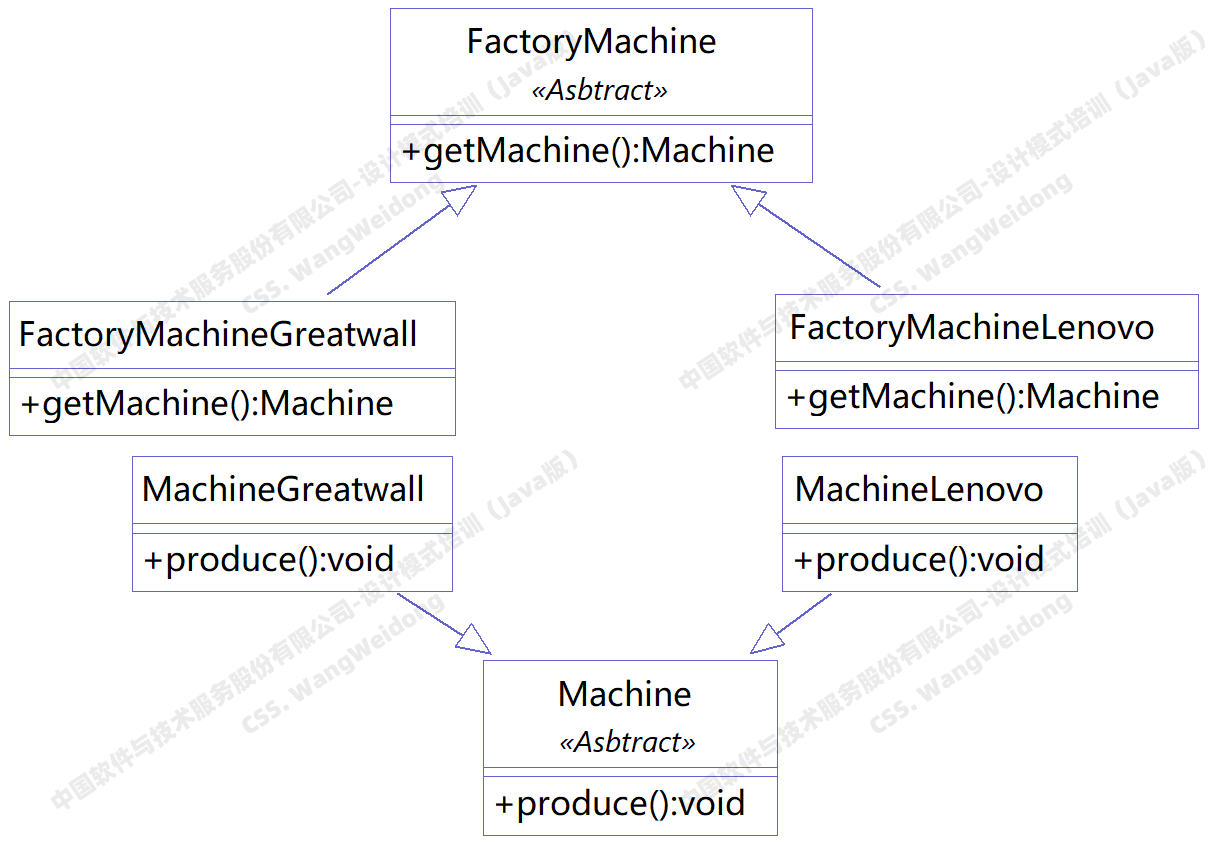 FactoryMachine
«Asbtract»
+getMachine():Machine
FactoryMachineGreatwall
+getMachine():Machine
FactoryMachineLenovo
+getMachine():Machine
MachineGreatwall
+produce():void
MachineLenovo
+produce():void
Machine
«Asbtract»
+produce():void
中国软件与技术服务股份有限公司-设计模式培训（Java版）
CSS. WangWeidong
中国软件与技术服务股份有限公司-设计模式培训（Java版）
CSS. WangWeidong
中国软件与技术服务股份有限公司-设计模式培训（Java版）
CSS. WangWeidong
中国软件与技术服务股份有限公司-设计模式培训（Java版）
CSS. WangWeidong